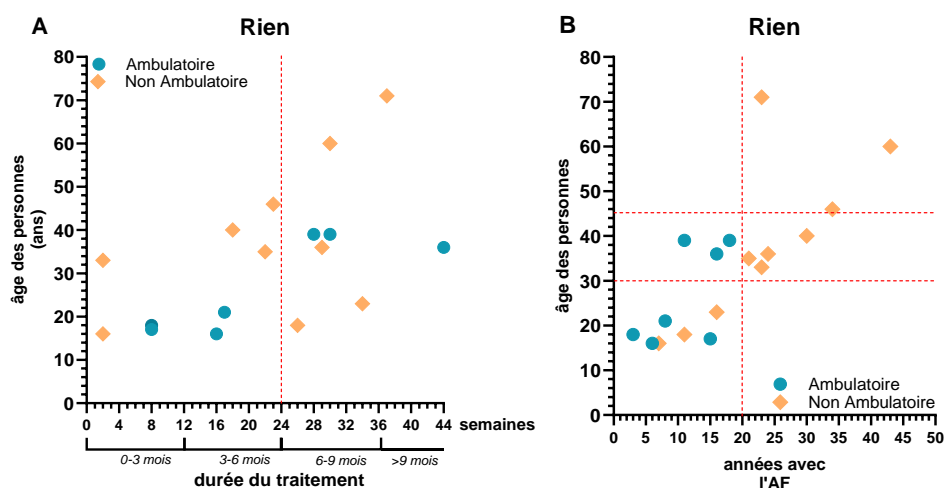 A
Rien
80
70
60
50
40
30
20
10
0
âge des personnes
(ans)
Ambulatoire
Non Ambulatoire
0 4 8 12 16 20 24 28 32 36 40 44 semaines
0-3 mois 3-6 mois 6-9 mois >9 mois
durée du traitement
B
Rien
80
70
60
50
40
30
20
10
0
âge des personnes
Ambulatoire
Non Ambulatoire
0 5 10 15 20 25 30 35 40 45 50
années avec
l'AF